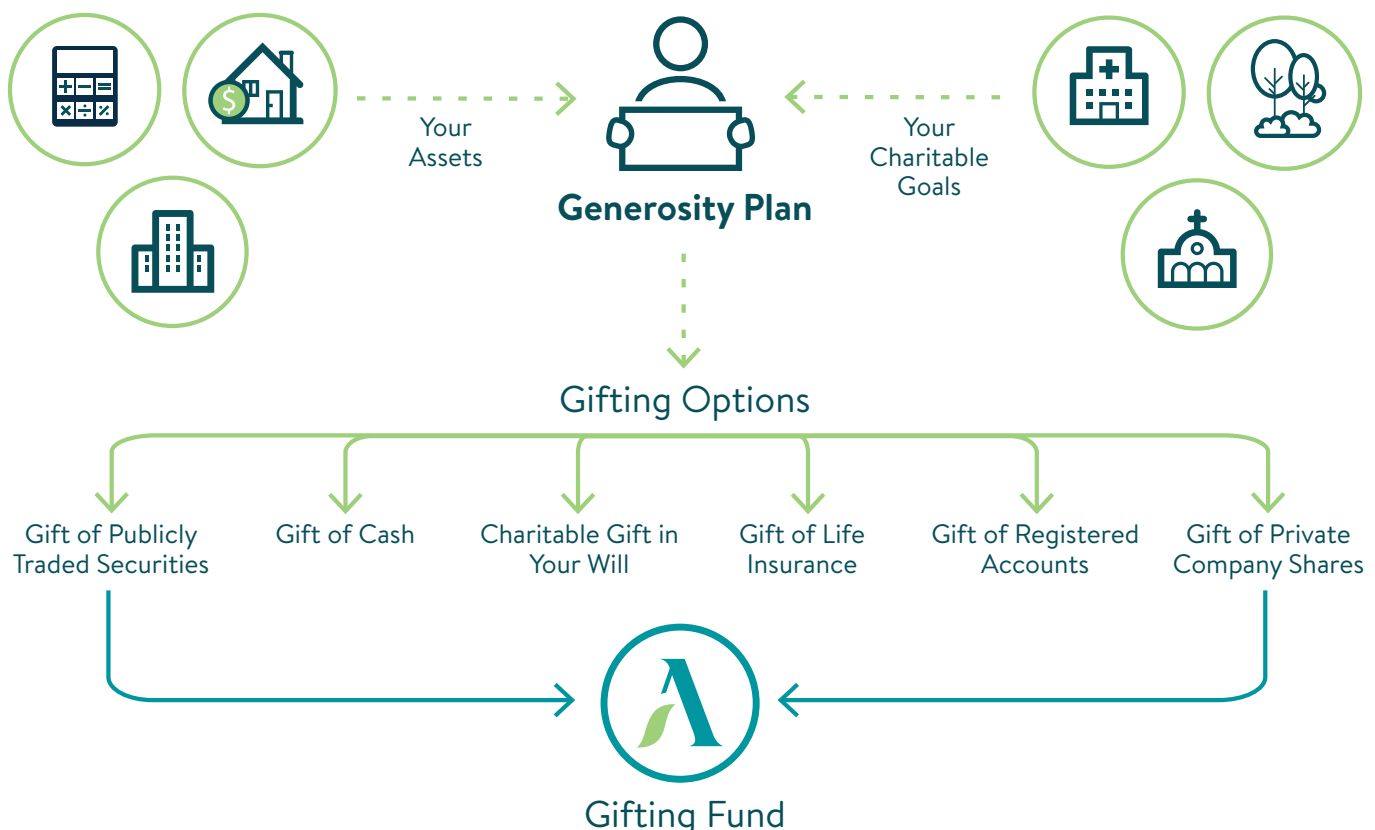 Your
Assets
Your
Charitable
Goals
Generosity Plan
Gifting Options
Gift of Publicly
Traded Securities
Gift of Cash
Charitable Gift in
Your Will
Gift of Life
Insurance
Gift of Registered
Accounts
Gift of Private
Company Shares
Gifting Fund